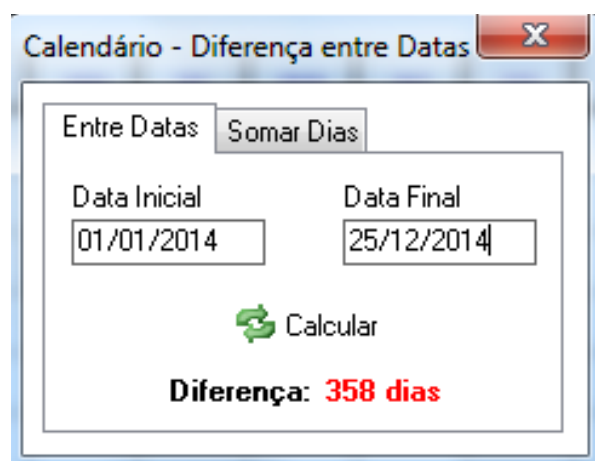 Calendário - Diferença entre Datas
Entre Datas Somar Dias
Data Inicial Data Final
01/01/2014 25/12/2014
Calcular
Diferença: 358 dias